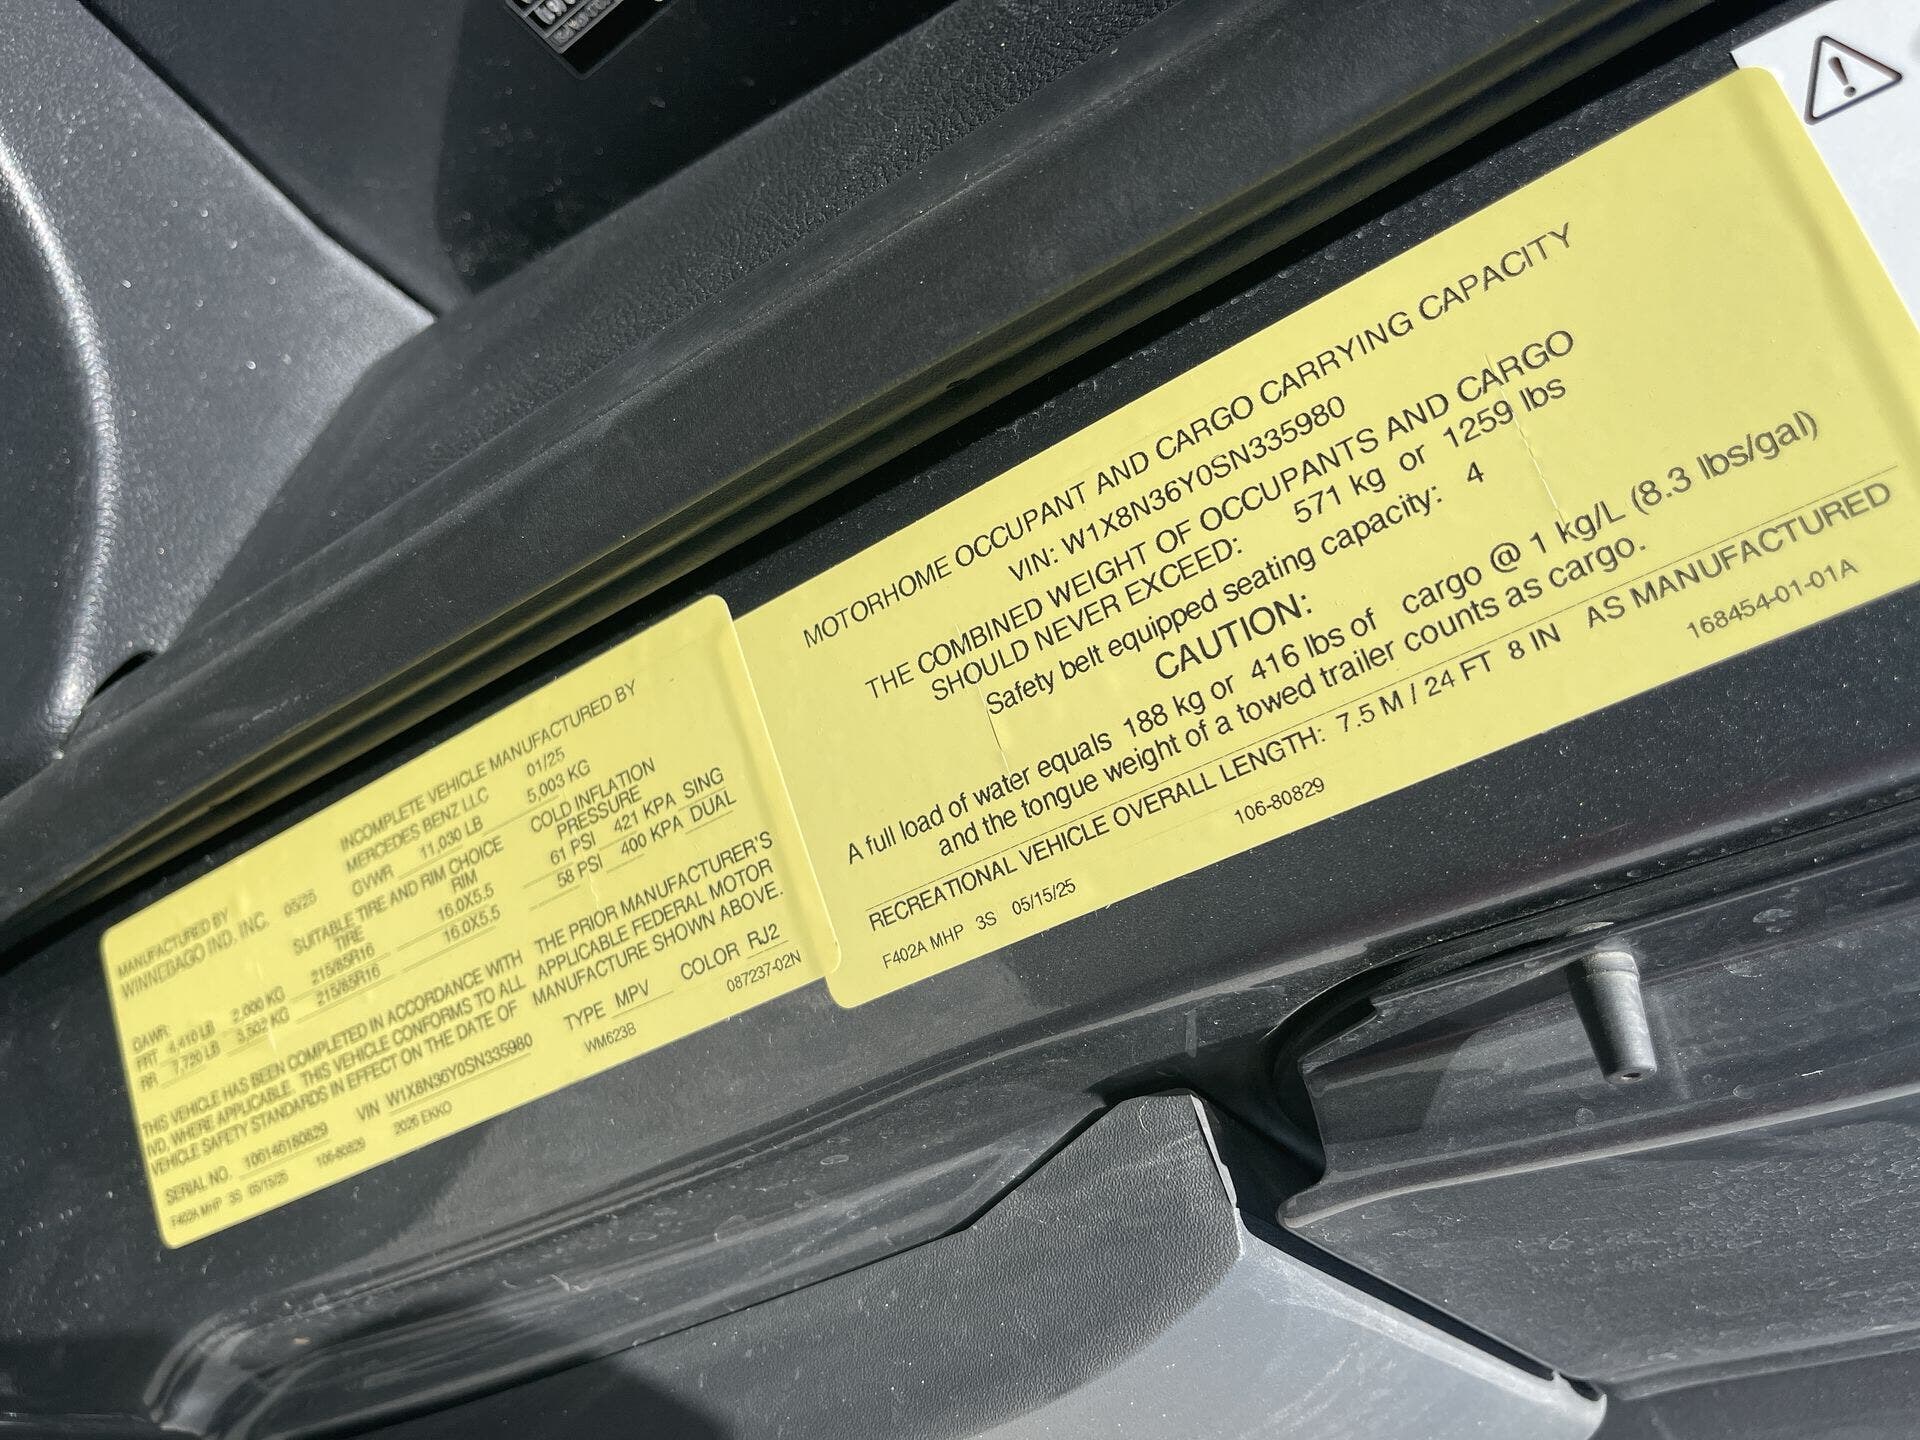 MANUFACTURED BY
WINNEBAGO IND, INC. 05/25
INCOMPLETE VEHICLE MANUFACTURED BY
MERCEDES BENZ LLC 01/25
GVWR 11,030 LB 5,003 KG
SUITABLE TIRE AND RIM CHOICE
COLD INFLATION
GAWR: TIRE RIM PRESSURE
FRT 4,410 LB 2,000 KG 215/85R16 16.0X5.5 61 PSI 421 KPA SING
RR 7,720 LB 3,502 KG 215/85R16 16.0X5.5 58 PSI 400 KPA DUAL
THIS VEHICLE HAS BEEN COMPLETED IN ACCORDANCE WITH THE PRIOR MANUFACTURER'S
IVD, WHERE APPLICABLE. THIS VEHICLE CONFORMS TO ALL APPLICABLE FEDERAL MOTOR
VEHICLE SAFETY STANDARDS IN EFFECT ON THE DATE OF MANUFACTURE SHOWN ABOVE.
SERIAL NO. 106146180829 VIN W1X8N36Y0SN335980 TYPE MPV COLOR RJ2
F402A MHP 3S 05/15/25 106-80829 2026 EKKO WM623B 087237-02N
MOTORHOME OCCUPANT AND CARGO CARRYING CAPACITY
VIN: W1X8N36Y0SN335980
THE COMBINED WEIGHT OF OCCUPANTS AND CARGO
SHOULD NEVER EXCEED: 571 kg or 1259 lbs
Safety belt equipped seating capacity: 4
CAUTION:
A full load of water equals 188 kg or 416 lbs of cargo @ 1 kg/L (8.3 lbs/gal)
and the tongue weight of a towed trailer counts as cargo.
RECREATIONAL VEHICLE OVERALL LENGTH: 7.5 M / 24 FT 8 IN AS MANUFACTURED
F402A MHP 3S 05/15/25 106-80829 168454-01-01A